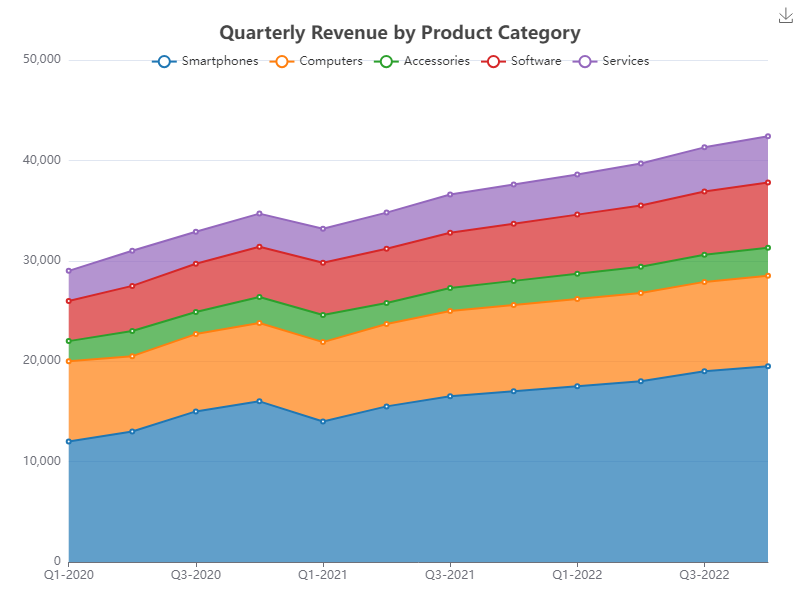 Quarterly Revenue by Product Category
Smartphones Computers Accessories Software Services
50,000
40,000
30,000
20,000
10,000
0
Q1-2020 Q3-2020 Q1-2021 Q3-2021 Q1-2022 Q3-2022